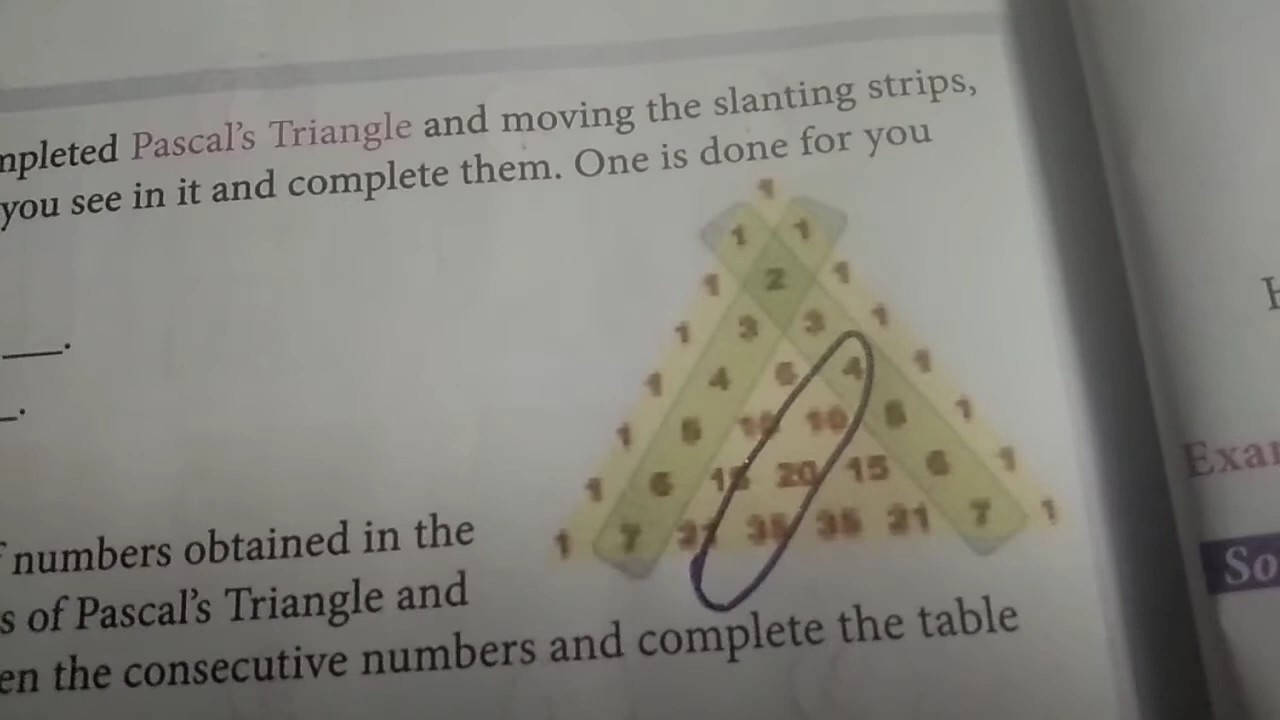 mpleted Pascal's Triangle and moving the slanting strips,
you see in it and complete them. One is done for you
1
1 1
1 2 1
1 3 3 1
1 4 6 4 1
1 5 10 10 5 1
1 6 15 20 15 6 1
1 7 21 35 35 21 7 1
numbers obtained in the
s of Pascal's Triangle and
en the consecutive numbers and complete the table
Exa
So